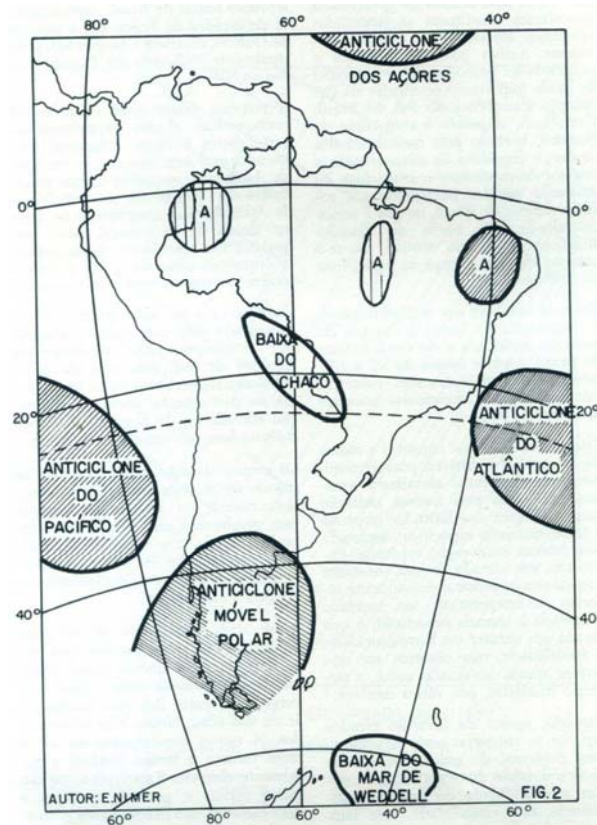 80°
60°
40°
ANTICICLONE
DOS AÇÔRES
0°
0°
A
A
A
BAIXA
DO
CHACO
20°
20°
ANTICICLONE
DO
PACÍFICO
ANTICICLONE
DO
ATLÂNTICO
ANTICICLONE
MÓVEL
POLAR
40°
40°
BAIXA DO
MAR DE
WEDDELL
AUTOR: E.NIMER
FIG. 2
60°
80°
60°
40°
60°